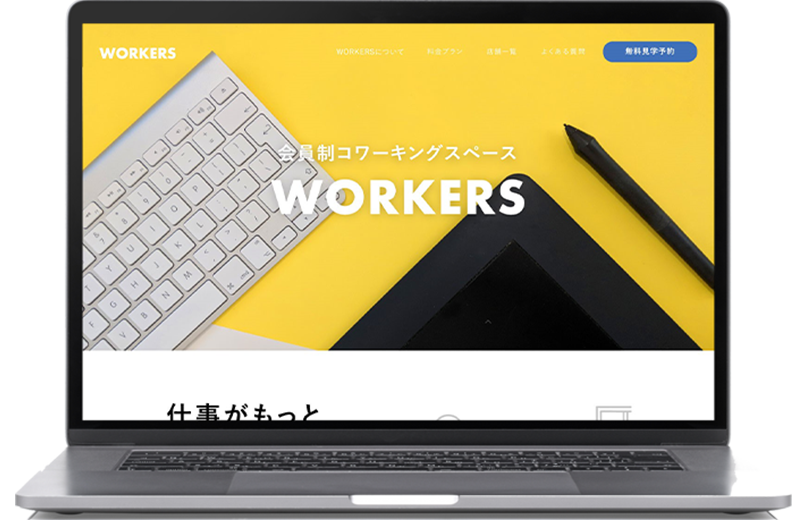 WORKERS
WORKERSについて
料金プラン
店舗一覧
よくある質問
無料見学予約
会員制コワーキングスペース
WORKERS
仕事がもっと